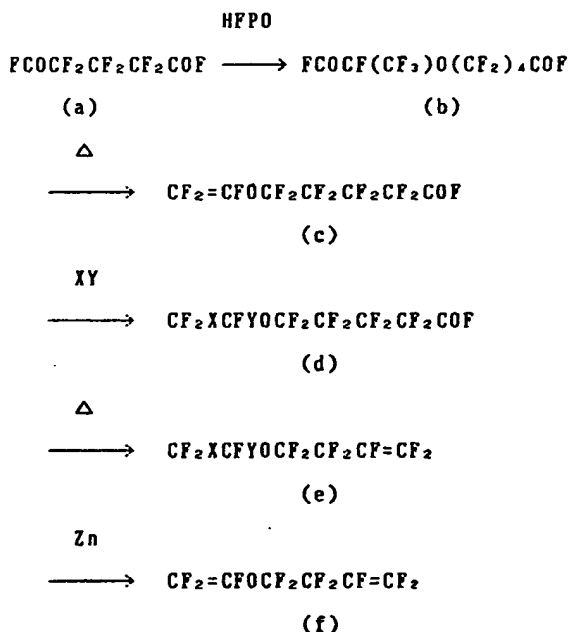 HFPO
FCOCF₂CF₂CF₂COF ⟶ FCOCF(CF₃)O(CF₂)₄COF
(a) (b)
Δ
⟶ CF₂=CFOCF₂CF₂CF₂CF₂COF
(c)
XY
⟶ CF₂XCFYOCF₂CF₂CF₂CF₂COF
(d)
Δ
⟶ CF₂XCFYOCF₂CF₂CF=CF₂
(e)
Zn
⟶ CF₂=CFOCF₂CF₂CF=CF₂
(f)